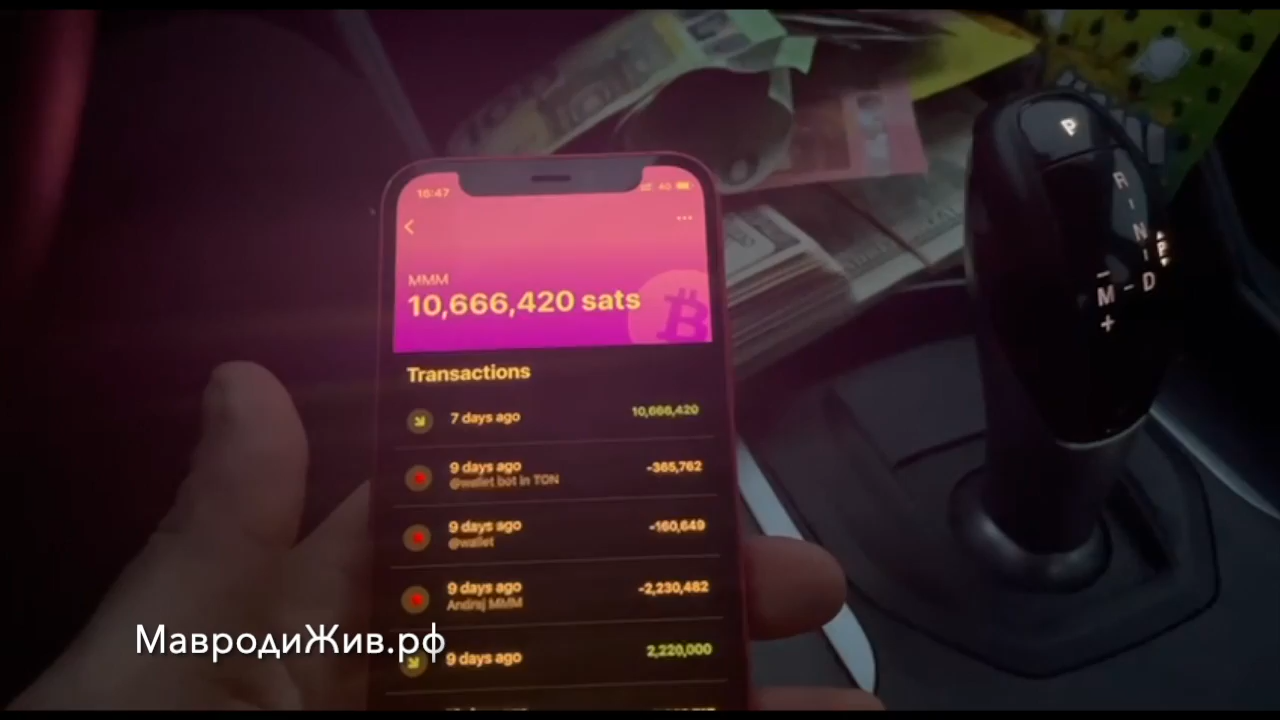 16:47
4G
MMM
10,666,420 sats
Transactions
7 days ago
10,666,420
9 days ago
-365,762
@wallet bot in TON
9 days ago
-160,649
@wallet
9 days ago
-2,230,482
Andrej MMM
9 days ago
2,220,000
МавродиЖив.рф
P
R
N
P
M - D
+